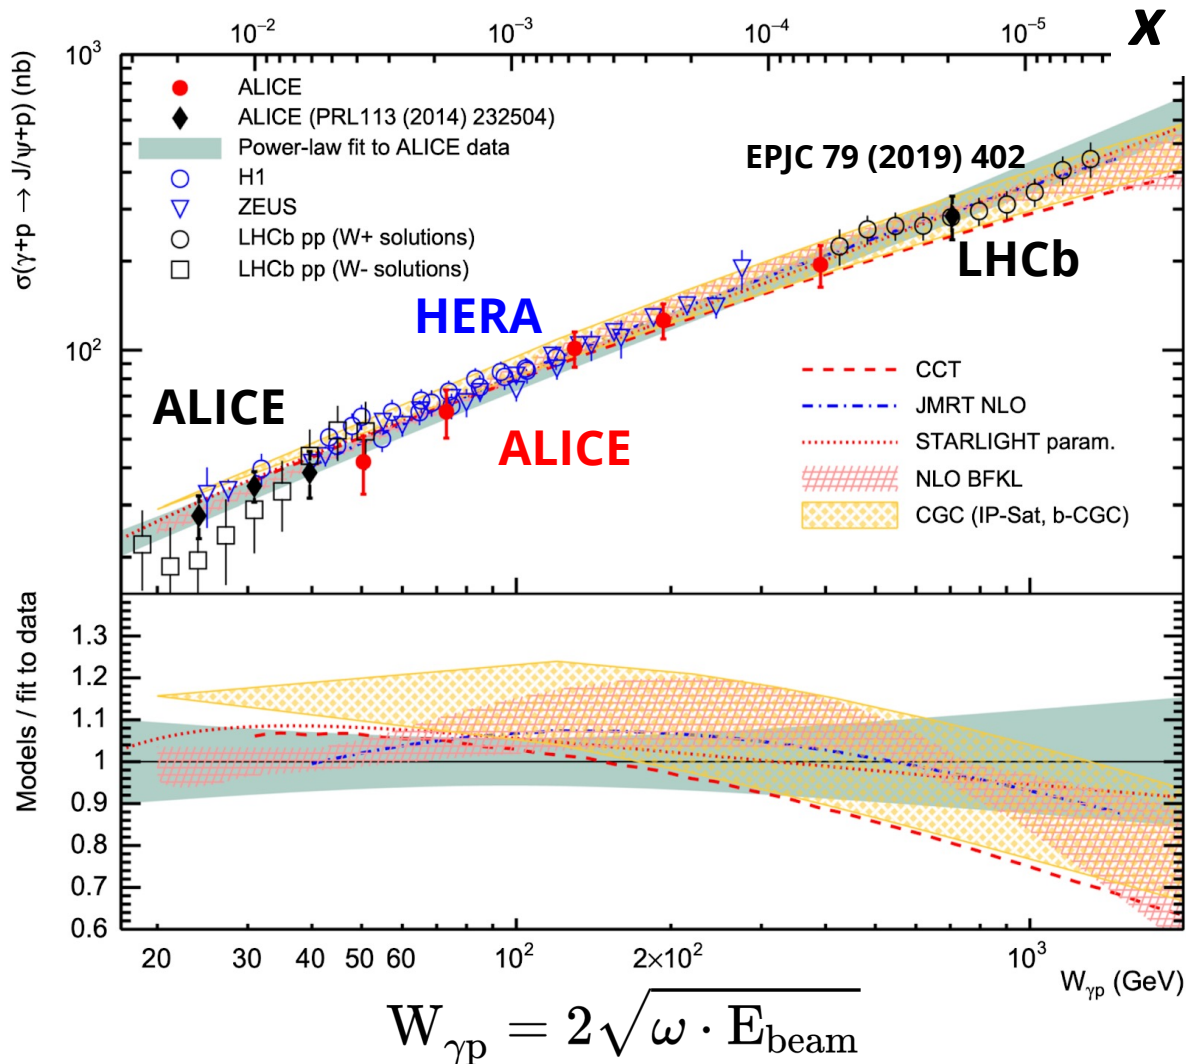 10⁻² 10⁻³ 10⁻⁴ 10⁻⁵ x
σ(γ+p → J/ψ+p) (nb)
10³
ALICE
ALICE (PRL113 (2014) 232504)
Power-law fit to ALICE data
H1
ZEUS
LHCb pp (W+ solutions)
LHCb pp (W- solutions)
EPJC 79 (2019) 402
LHCb
HERA
10²
ALICE
ALICE
CCT
JMRT NLO
STARLIGHT param.
NLO BFKL
CGC (IP-Sat, b-CGC)
Models / fit to data
1.3
1.2
1.1
1
0.9
0.8
0.7
0.6
20 30 40 50 60 10² 2×10² 10³
W_γp (GeV)
W_γp = 2√ω · E_beam